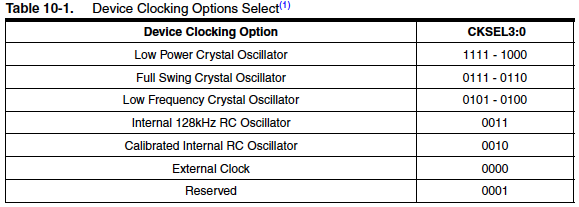 Table 10-1. Device Clocking Options Select(1)
Device Clocking Option CKSEL3:0
Low Power Crystal Oscillator 1111 - 1000
Full Swing Crystal Oscillator 0111 - 0110
Low Frequency Crystal Oscillator 0101 - 0100
Internal 128kHz RC Oscillator 0011
Calibrated Internal RC Oscillator 0010
External Clock 0000
Reserved 0001